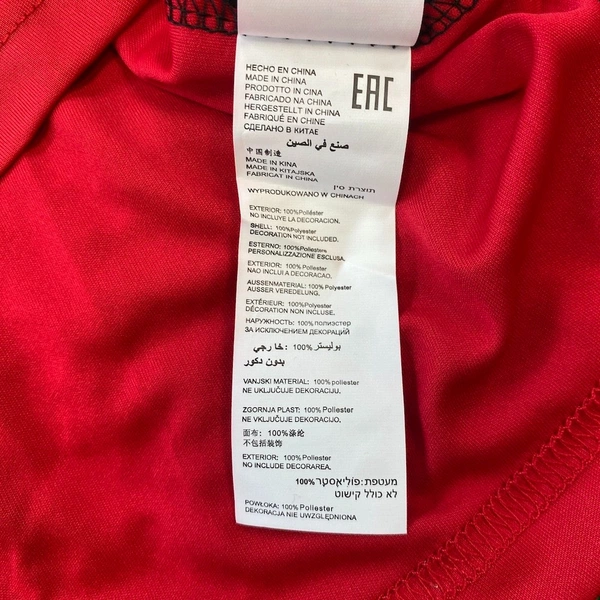 HECHO EN CHINA
MADE IN CHINA
PRODOTTO IN CINA
FABRICADO NA CHINA
HERGESTELLT IN CHINA
FABRIQUÉ EN CHINE
СДЕЛАНО В КИТАЕ
EAC
صنع في الصين
中国制造
MADE IN KINA
MADE IN KITAJSKA
FABRICAT IN CHINA
תוצרת סין
WYPRODUKOWANO W CHINACH
EXTERIOR: 100%Poliéster
NO INCLUYE LA DECORACION.
SHELL: 100%Polyester
DECORATION NOT INCLUDED.
ESTERNO: 100%Poliestere
PERSONALIZZAZIONE ESCLUSA.
EXTERIOR: 100%Poliester
NAO INCLUI A DECORACAO.
AUSSENMATERIAL: 100%Polyester
AUSSER VEREDELUNG.
EXTÉRIEUR: 100%Polyester
DÉCORATION NON INCLUSE.
НАРУЖНОСТЬ: 100%полиэстер
ЗА ИСКЛЮЧЕНИЕМ ДЕКОРАЦИЙ
خارجي: 100% بوليستر
بدون دكور
VANJSKI MATERIAL: 100%poliester
NE UKLJUČUJE DEKORACIJU.
ZGORNJA PLAST: 100%Poliester
NE VKLJUČUJE DEKORACIJO.
面布: 100%涤纶
不包括装饰
EXTERIOR: 100%Poliester
NO INCLUDE DECORAREA.
מעטפת: פוליאסטר 100%
לא כולל קישוט
POWŁOKA: 100%Poliester
DEKORACJA NIE UWZGLĘDNIONA